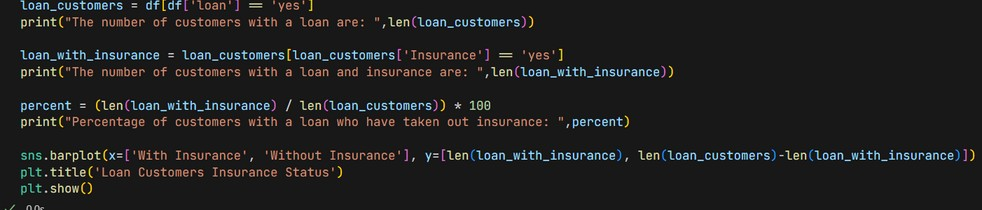 loan_customers = df[df['loan'] == 'yes']
print("The number of customers with a loan are: ",len(loan_customers))
loan_with_insurance = loan_customers[loan_customers['Insurance'] == 'yes']
print("The number of customers with a loan and insurance are: ",len(loan_with_insurance))
percent = (len(loan_with_insurance) / len(loan_customers)) * 100
print("Percentage of customers with a loan who have taken out insurance: ",percent)
sns.barplot(x=['With Insurance', 'Without Insurance'], y=[len(loan_with_insurance), len(loan_customers)-len(loan_with_insurance)])
plt.title('Loan Customers Insurance Status')
plt.show()